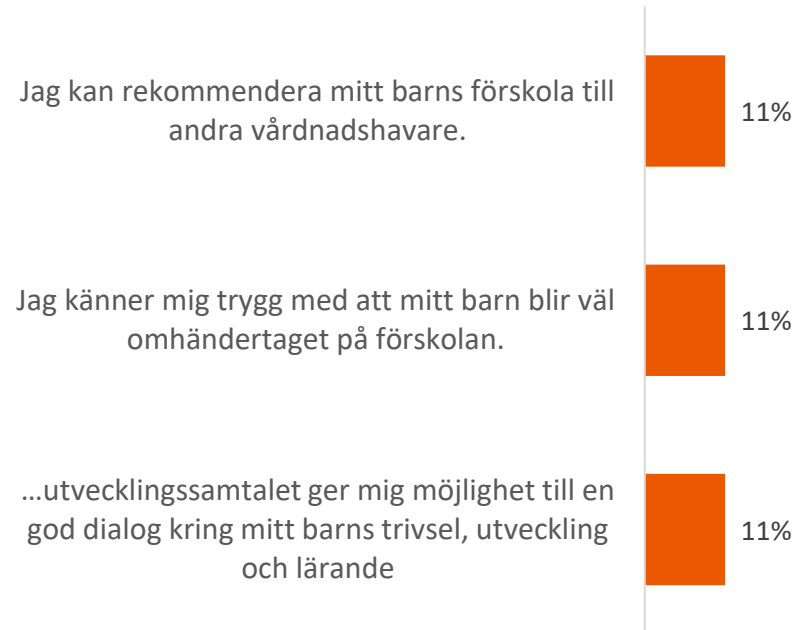 Jag kan rekommendera mitt barns förskola till
andra vårdnadshavare.
11%
Jag känner mig trygg med att mitt barn blir väl
omhändertaget på förskolan.
11%
…utvecklingssamtalet ger mig möjlighet till en
god dialog kring mitt barns trivsel, utveckling
och lärande
11%